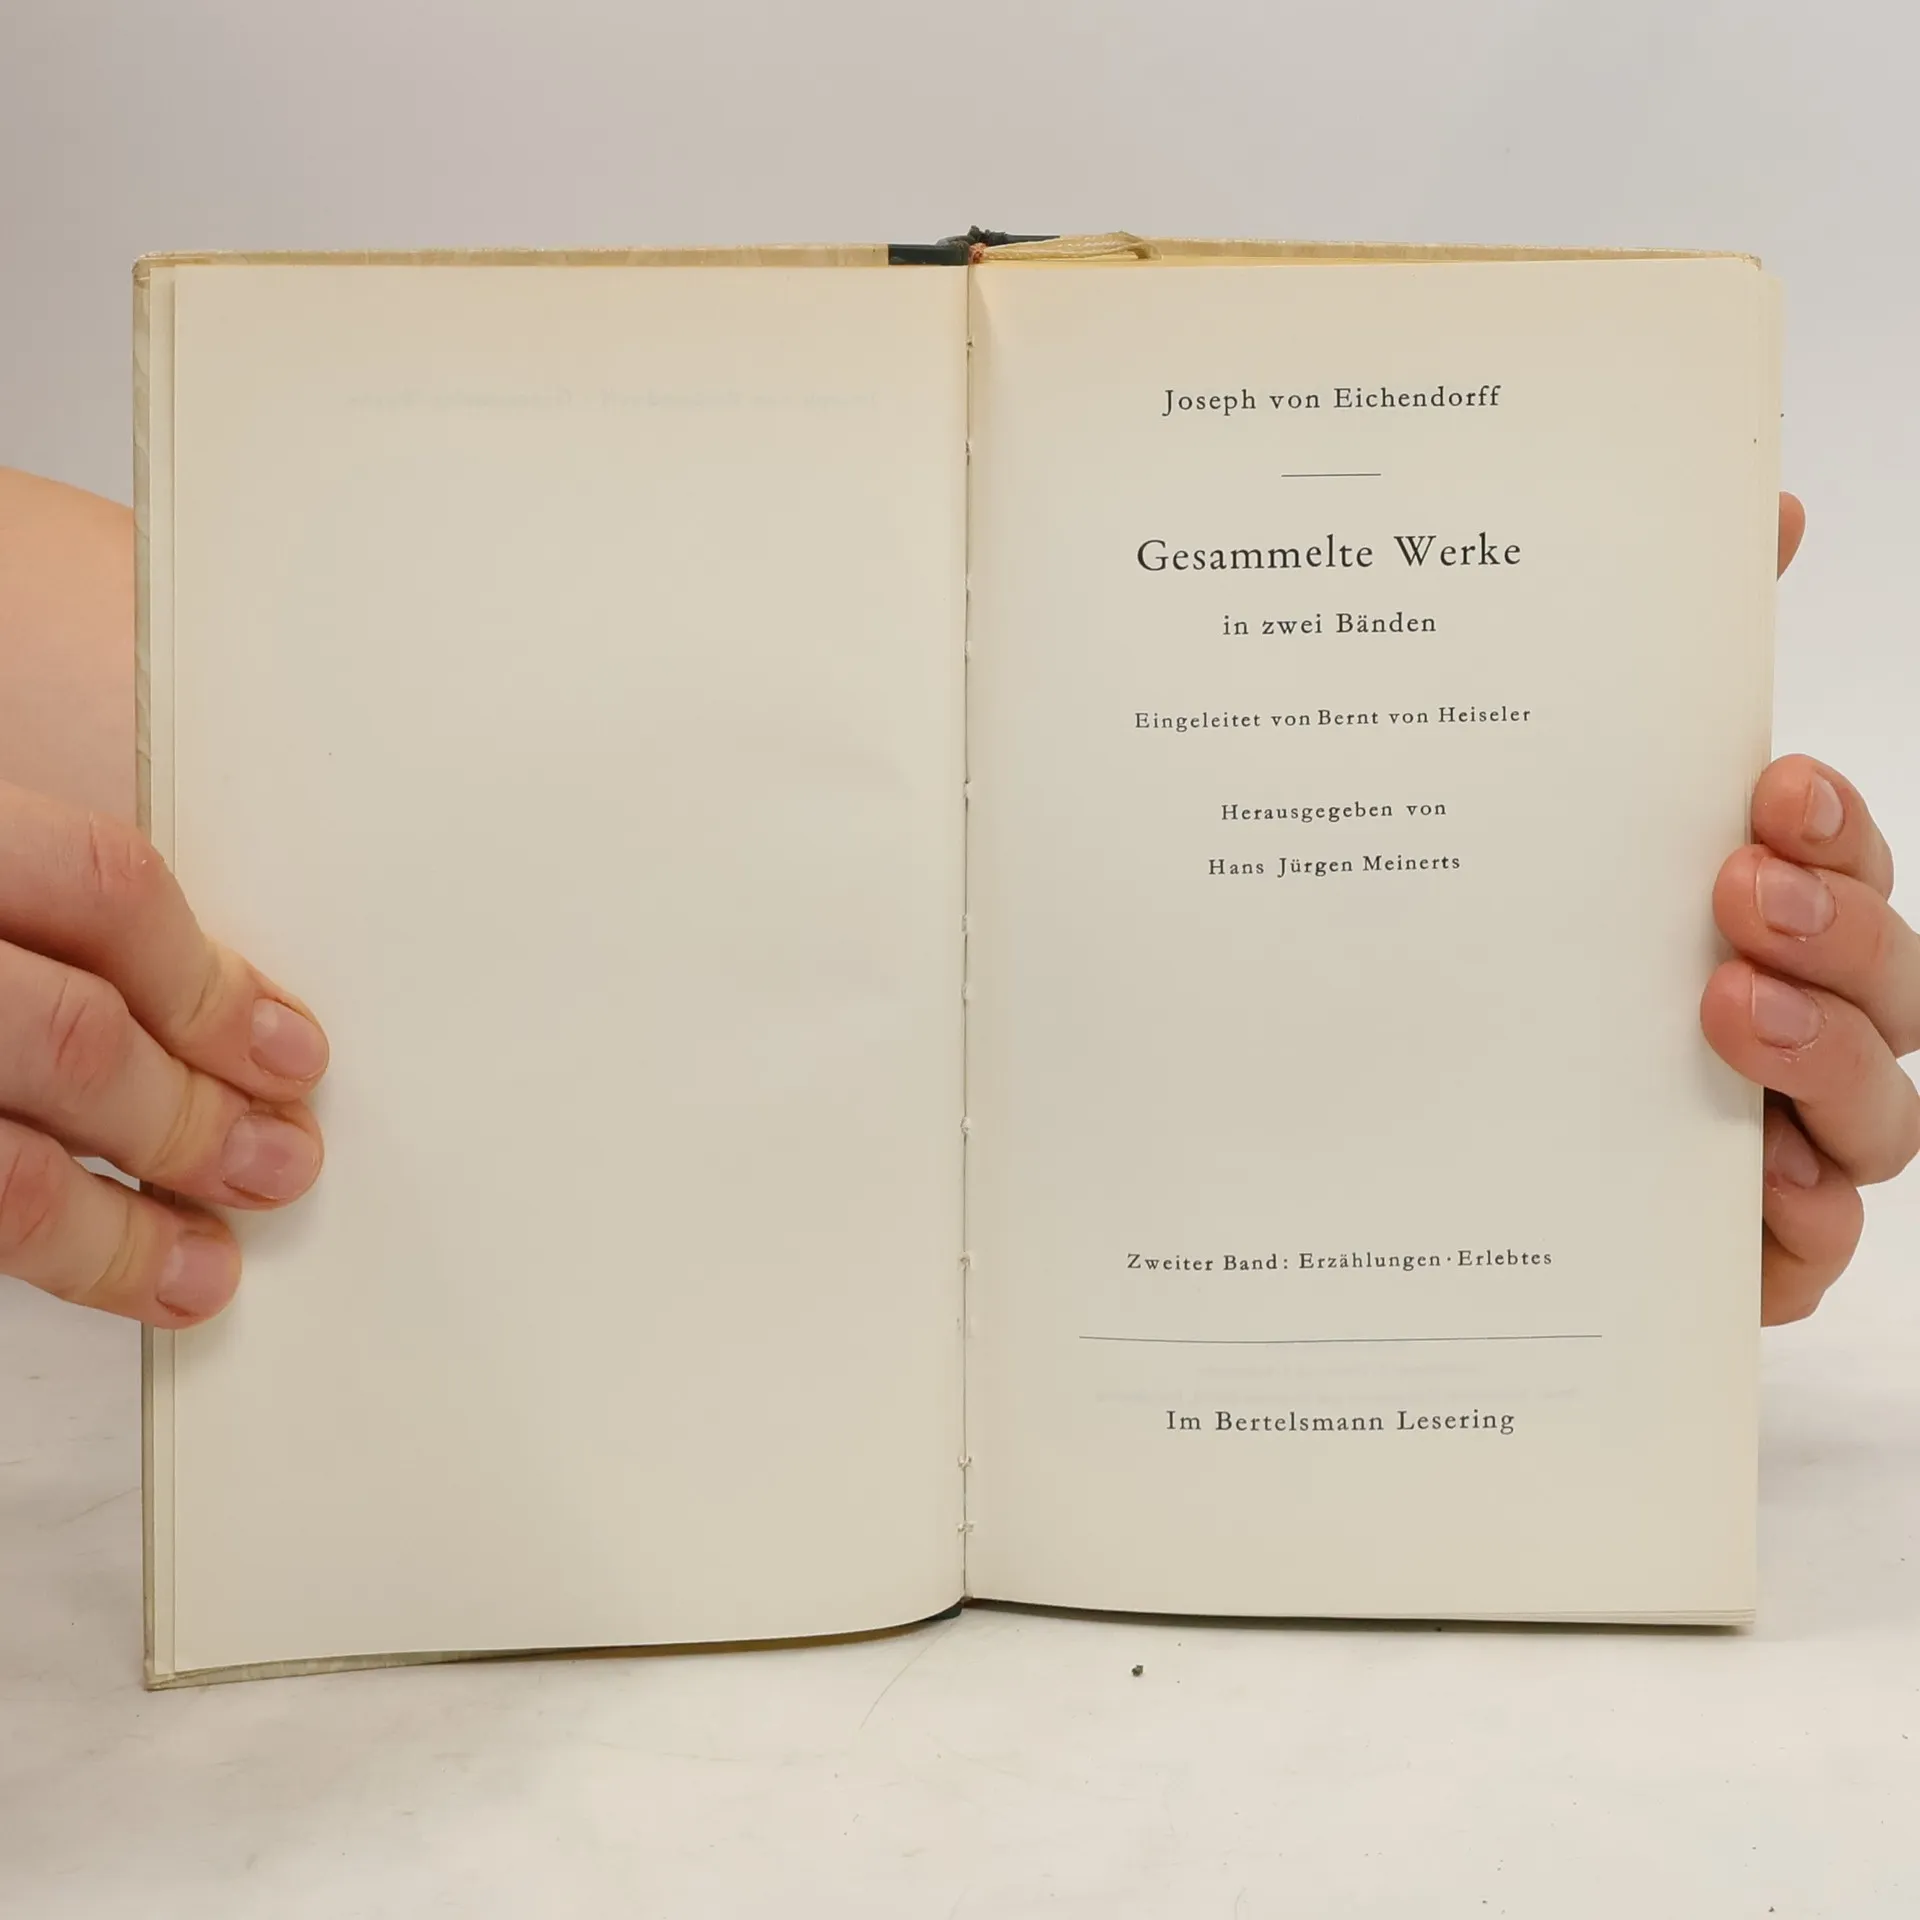 Joseph von Eichendorff
Gesammelte Werke
in zwei Bänden
Eingeleitet von Bernt von Heiseler
Herausgegeben von
Hans Jürgen Meinerts
Zweiter Band: Erzählungen · Erlebtes
Im Bertelsmann Lesering